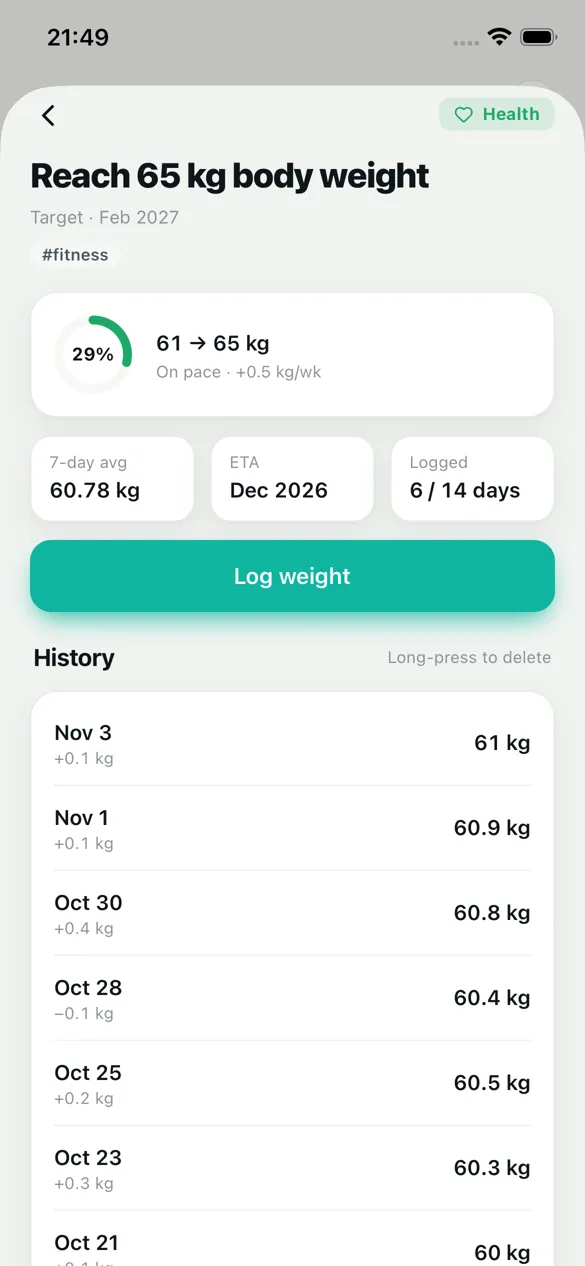 21:49
Health
Reach 65 kg body weight
Target · Feb 2027
#fitness
29%
61 → 65 kg
On pace · +0.5 kg/wk
7-day avg
60.78 kg
ETA
Dec 2026
Logged
6 / 14 days
Log weight
History
Long-press to delete
Nov 3
+0.1 kg
61 kg
Nov 1
+0.1 kg
60.9 kg
Oct 30
+0.4 kg
60.8 kg
Oct 28
−0.1 kg
60.4 kg
Oct 25
+0.2 kg
60.5 kg
Oct 23
+0.3 kg
60.3 kg
Oct 21
60 kg